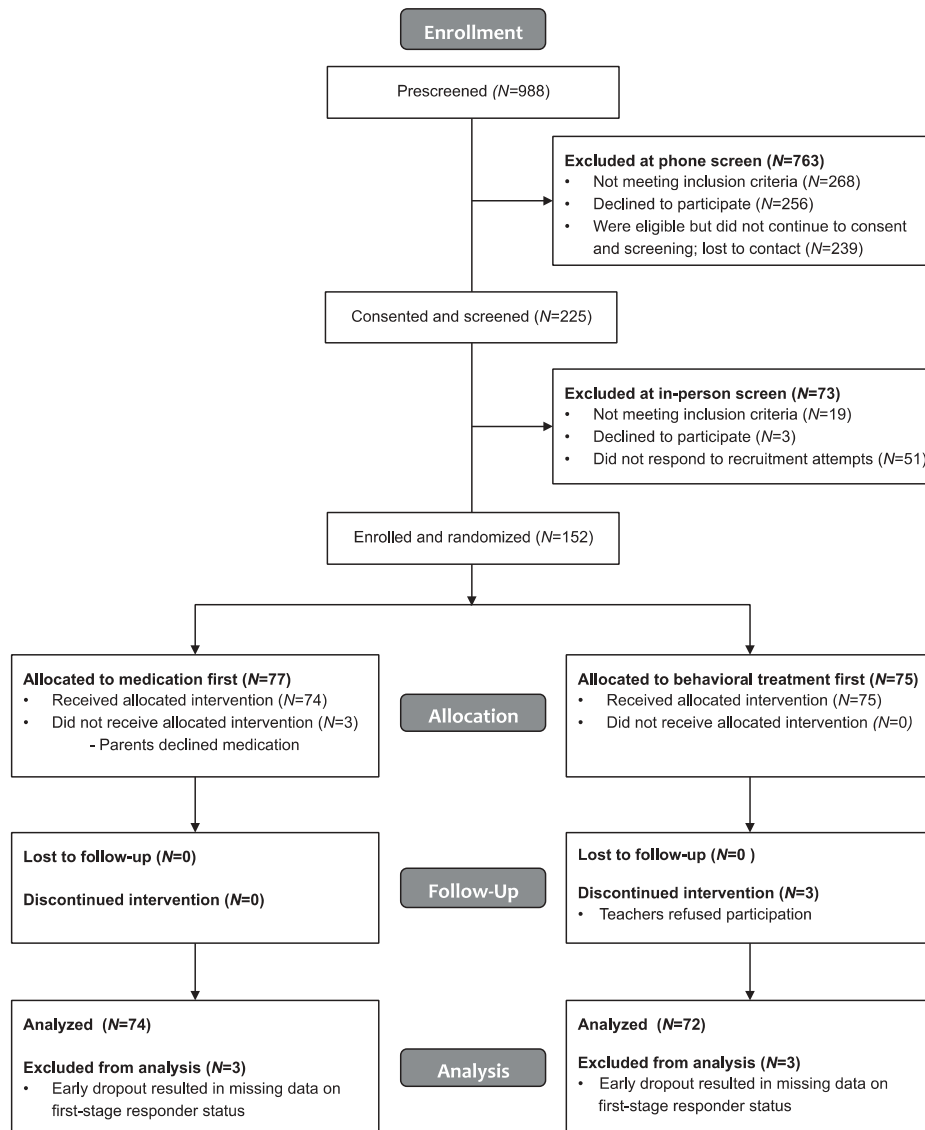 Enrollment
Prescreened (N=988)
Excluded at phone screen (N=763)
• Not meeting inclusion criteria (N=268)
• Declined to participate (N=256)
• Were eligible but did not continue to consent
and screening; lost to contact (N=239)
Consented and screened (N=225)
Excluded at in-person screen (N=73)
• Not meeting inclusion criteria (N=19)
• Declined to participate (N=3)
• Did not respond to recruitment attempts (N=51)
Enrolled and randomized (N=152)
Allocated to medication first (N=77)
• Received allocated intervention (N=74)
• Did not receive allocated intervention (N=3)
- Parents declined medication
Allocation
Allocated to behavioral treatment first (N=75)
• Received allocated intervention (N=75)
• Did not receive allocated intervention (N=0)
Lost to follow-up (N=0)
Discontinued intervention (N=0)
Follow-Up
Lost to follow-up (N=0 )
Discontinued intervention (N=3)
• Teachers refused participation
Analyzed (N=74)
Excluded from analysis (N=3)
• Early dropout resulted in missing data on
first-stage responder status
Analysis
Analyzed (N=72)
Excluded from analysis (N=3)
• Early dropout resulted in missing data on
first-stage responder status